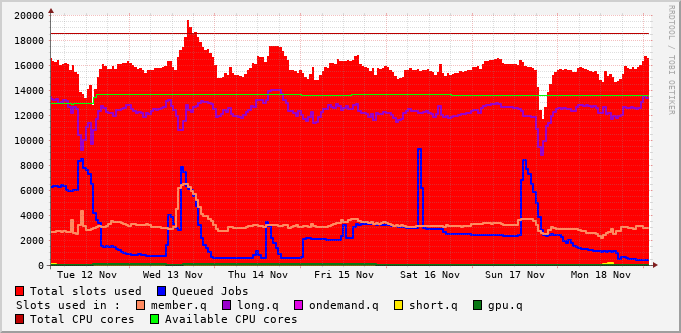 20000
18000
16000
14000
12000
10000
8000
6000
4000
2000
0
Tue 12 Nov Wed 13 Nov Thu 14 Nov Fri 15 Nov Sat 16 Nov Sun 17 Nov Mon 18 Nov
RRDTOOL / TOBI OETIKER
Total slots used Queued Jobs
Slots used in : member.q long.q ondemand.q short.q gpu.q
Total CPU cores Available CPU cores